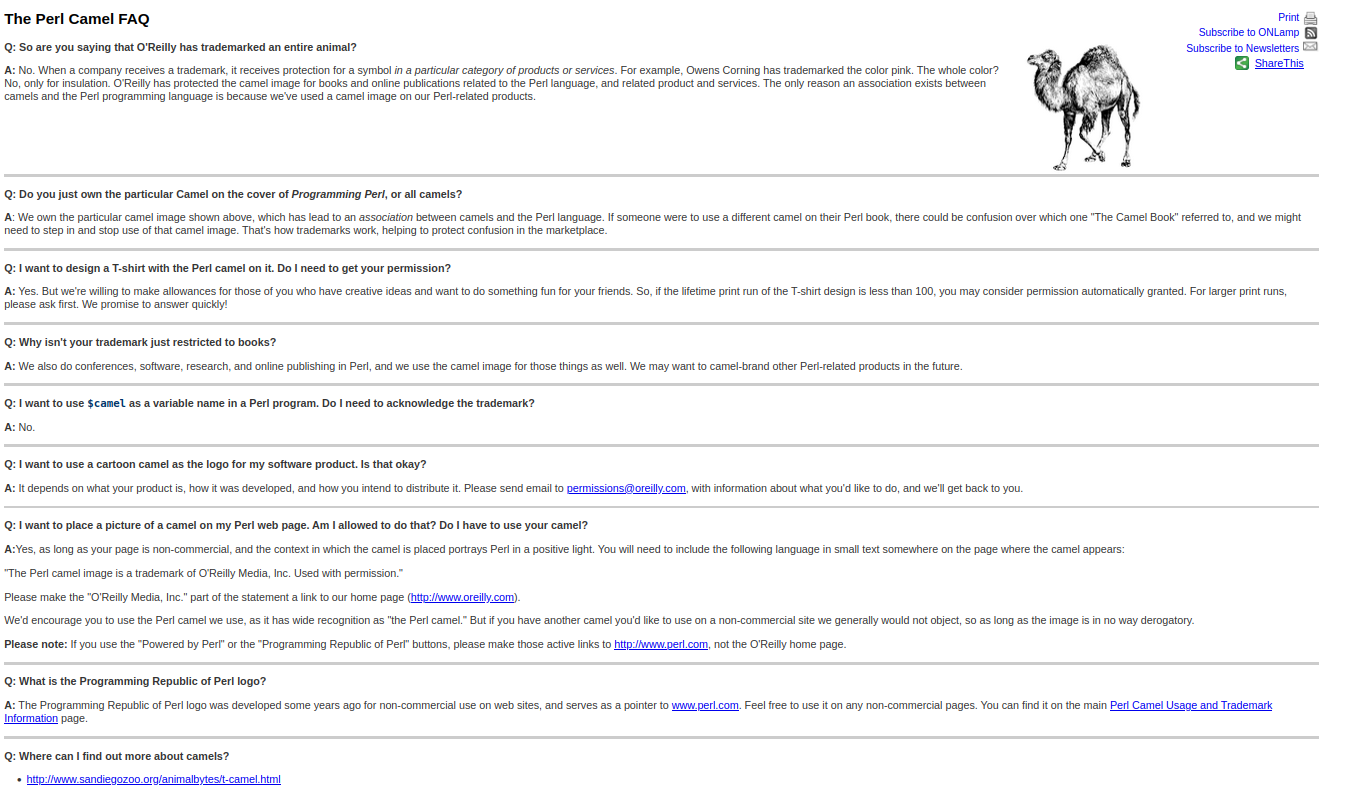 The Perl Camel FAQ
Print
Subscribe to ONLamp
Subscribe to Newsletters
ShareThis
Q: So are you saying that O'Reilly has trademarked an entire animal?
A: No. When a company receives a trademark, it receives protection for a symbol in a particular category of products or services. For example, Owens Corning has trademarked the color pink. The whole color?
No, only for insulation. O'Reilly has protected the camel image for books and online publications related to the Perl language, and related product and services. The only reason an association exists between
camels and the Perl programming language is because we've used a camel image on our Perl-related products.
Q: Do you just own the particular Camel on the cover of Programming Perl, or all camels?
A: We own the particular camel image shown above, which has lead to an association between camels and the Perl language. If someone were to use a different camel on their Perl book, there could be confusion over which one "The Camel Book" referred to, and we might
need to step in and stop use of that camel image. That's how trademarks work, helping to protect confusion in the marketplace.
Q: I want to design a T-shirt with the Perl camel on it. Do I need to get your permission?
A: Yes. But we're willing to make allowances for those of you who have creative ideas and want to do something fun for your friends. So, if the lifetime print run of the T-shirt design is less than 100, you may consider permission automatically granted. For larger print runs,
please ask first. We promise to answer quickly!
Q: Why isn't your trademark just restricted to books?
A: We also do conferences, software, research, and online publishing in Perl, and we use the camel image for those things as well. We may want to camel-brand other Perl-related products in the future.
Q: I want to use $camel as a variable name in a Perl program. Do I need to acknowledge the trademark?
A: No.
Q: I want to use a cartoon camel as the logo for my software product. Is that okay?
A: It depends on what your product is, how it was developed, and how you intend to distribute it. Please send email to permissions@oreilly.com, with information about what you'd like to do, and we'll get back to you.
Q: I want to place a picture of a camel on my Perl web page. Am I allowed to do that? Do I have to use your camel?
A:Yes, as long as your page is non-commercial, and the context in which the camel is placed portrays Perl in a positive light. You will need to include the following language in small text somewhere on the page where the camel appears:
"The Perl camel image is a trademark of O'Reilly Media, Inc. Used with permission."
Please make the "O'Reilly Media, Inc." part of the statement a link to our home page (http://www.oreilly.com).
We'd encourage you to use the Perl camel we use, as it has wide recognition as "the Perl camel." But if you have another camel you'd like to use on a non-commercial site we generally would not object, so as long as the image is in no way derogatory.
Please note: If you use the "Powered by Perl" or the "Programming Republic of Perl" buttons, please make those active links to http://www.perl.com, not the O'Reilly home page.
Q: What is the Programming Republic of Perl logo?
A: The Programming Republic of Perl logo was developed some years ago for non-commercial use on web sites, and serves as a pointer to www.perl.com. Feel free to use it on any non-commercial pages. You can find it on the main Perl Camel Usage and Trademark
Information page.
Q: Where can I find out more about camels?
• http://www.sandiegozoo.org/animalbytes/t-camel.html